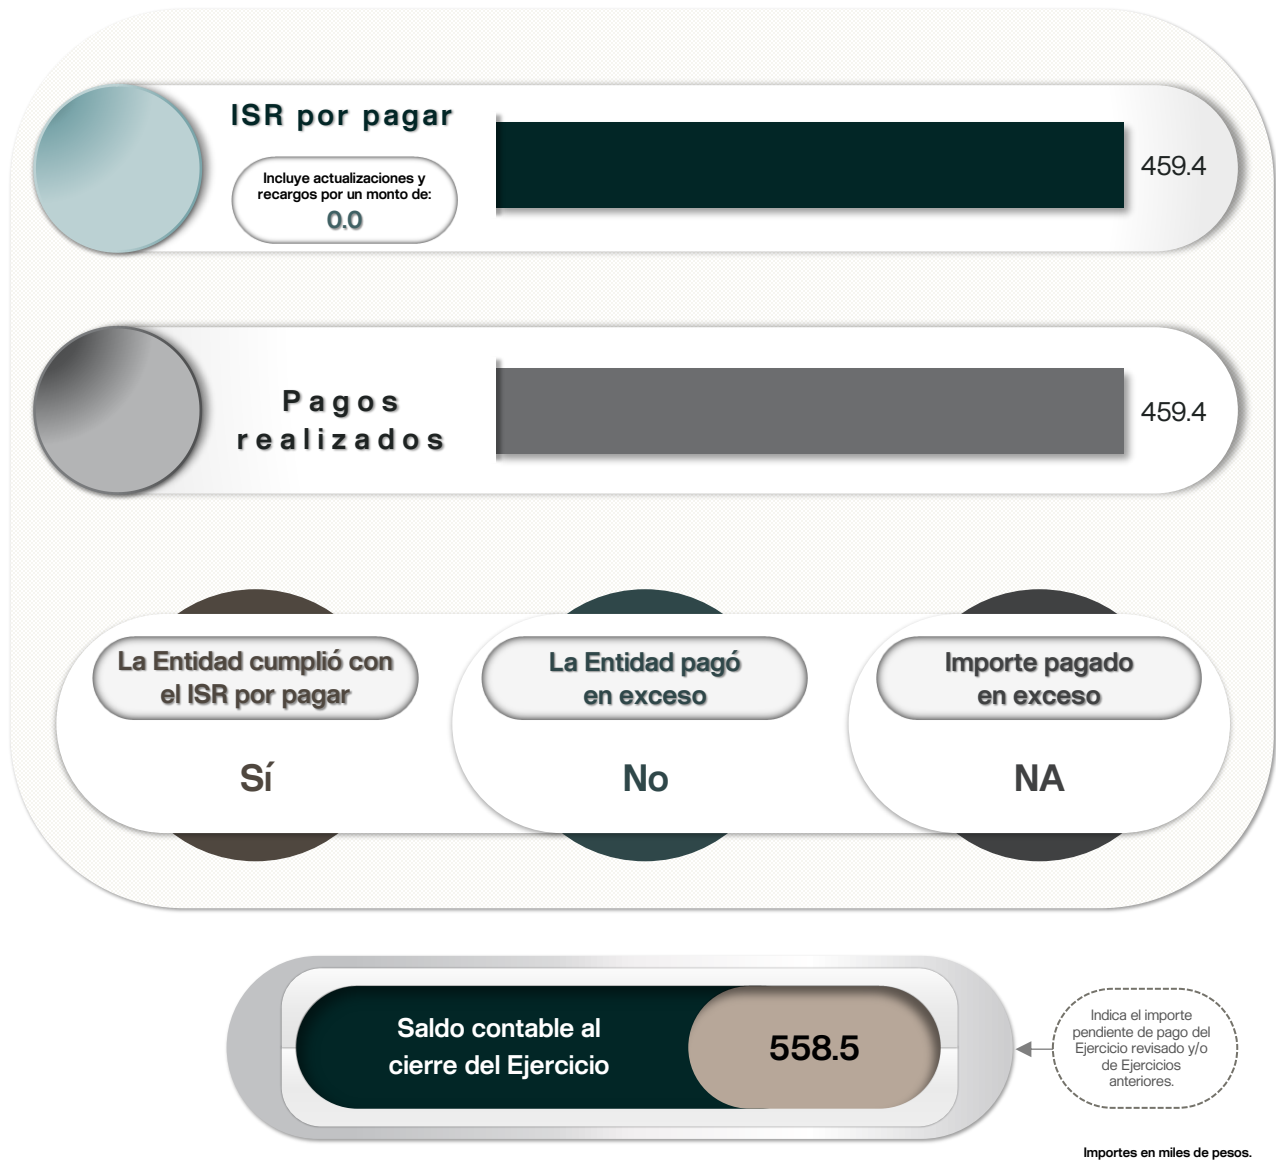 ISR por pagar
Incluye actualizaciones y
recargos por un monto de:
0.0
459.4
Pagos
realizados
459.4
La Entidad cumplió con
el ISR por pagar
Sí
La Entidad pagó
en exceso
No
Importe pagado
en exceso
NA
Saldo contable al
cierre del Ejercicio
558.5
Indica el importe
pendiente de pago del
Ejercicio revisado y/o
de Ejercicios
anteriores.
Importes en miles de pesos.